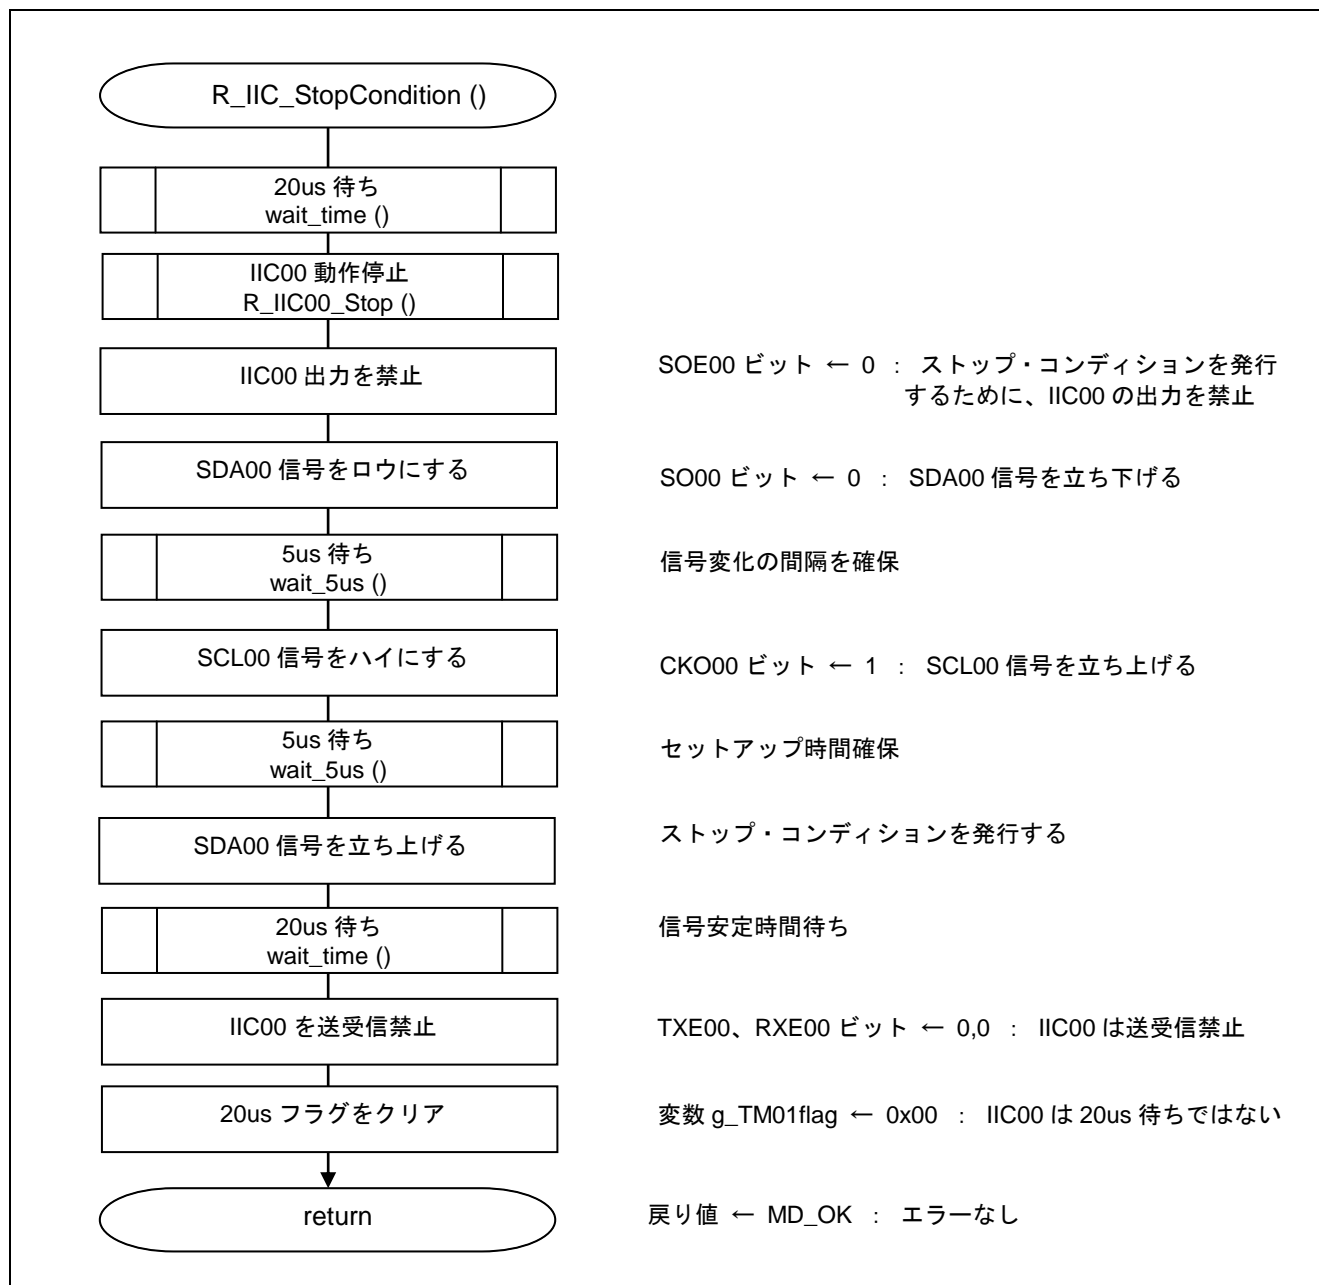 R_IIC_StopCondition ()
20us 待ち
wait_time ()
IIC00 動作停止
R_IIC00_Stop ()
IIC00 出力を禁止
SOE00 ビット ← 0 : ストップ・コンディションを発行
するために、IIC00 の出力を禁止
SDA00 信号をロウにする
SO00 ビット ← 0 : SDA00 信号を立ち下げる
5us 待ち
wait_5us ()
信号変化の間隔を確保
SCL00 信号をハイにする
CKO00 ビット ← 1 : SCL00 信号を立ち上げる
5us 待ち
wait_5us ()
セットアップ時間確保
SDA00 信号を立ち上げる
ストップ・コンディションを発行する
20us 待ち
wait_time ()
信号安定時間待ち
IIC00 を送受信禁止
TXE00、RXE00 ビット ← 0,0 : IIC00 は送受信禁止
20us フラグをクリア
変数 g_TM01flag ← 0x00 : IIC00 は 20us 待ちではない
return
戻り値 ← MD_OK : エラーなし